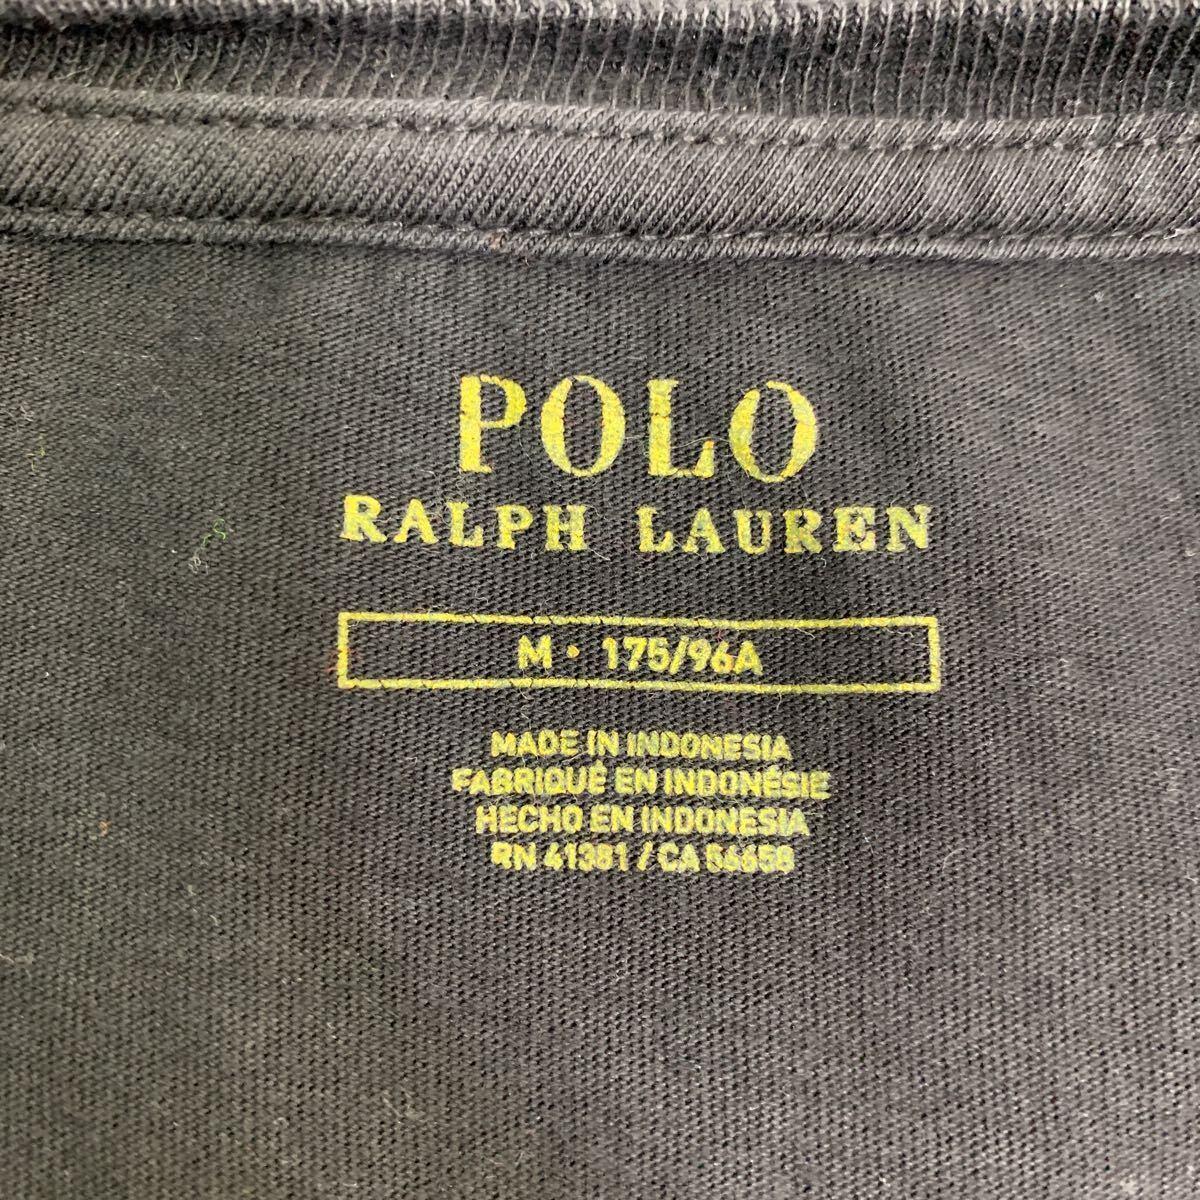 POLO
RALPH LAUREN
M • 175/96A
MADE IN INDONESIA
FABRIQUÉ EN INDONÉSIE
HECHO EN INDONESIA
RN 41381 / CA 56658